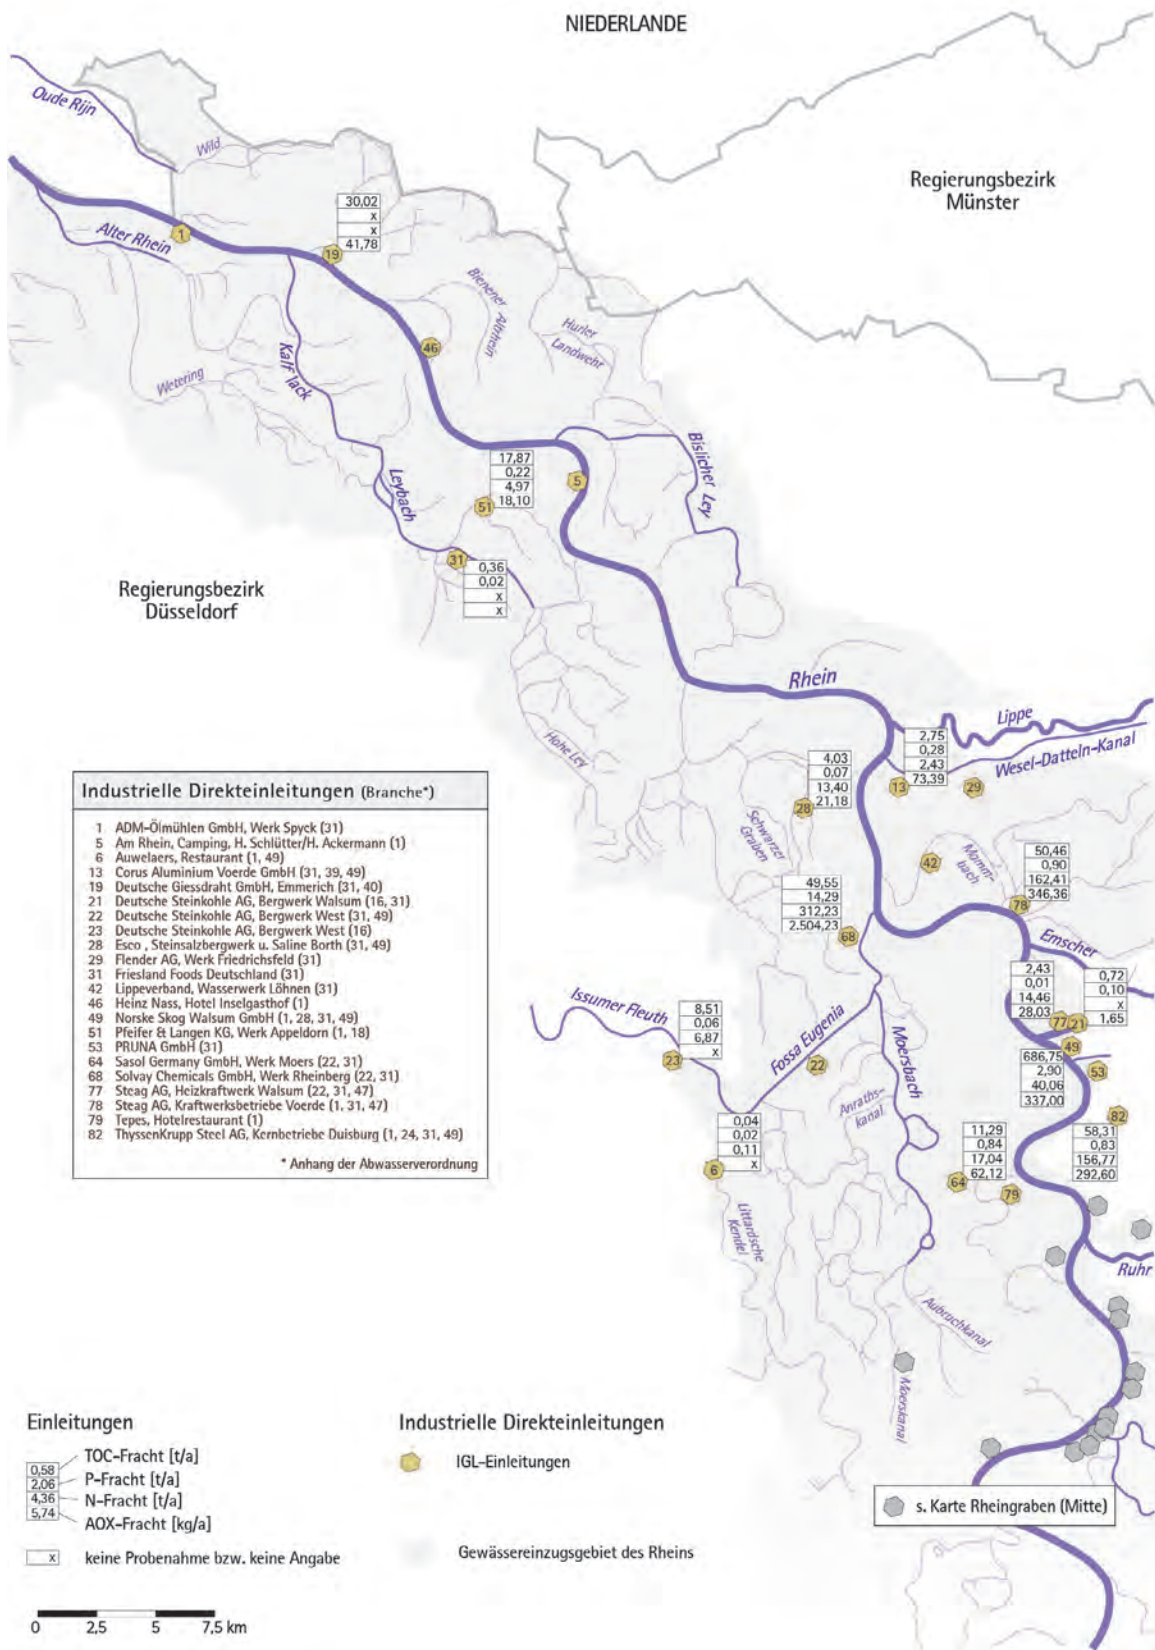 NIEDERLANDE
Oude Rijn
Wild
Regierungsbezirk
Münster
30,02
x
x
41,78
1
Alter Rhein
19
Bienener
Altrhein
Hurler
Landwehr
46
Kalflack
Wetering
Bislicher
Ley
17,87
0,22
4,97
18,10
5
51
Leybach
31
0,36
0,02
x
x
Regierungsbezirk
Düsseldorf
Rhein
Lippe
Wesel-Datteln-Kanal
Hohe Ley
2,75
0,28
2,43
73,39
13
29
4,03
0,07
13,40
21,18
28
Schwarzer
Graben
42
Momm-
bach
50,46
0,90
162,41
346,36
78
49,55
14,29
312,23
2.504,23
68
Emscher
2,43
0,01
14,46
28,03
0,72
0,10
x
1,65
77
21
Issumer Fleuth
8,51
0,06
6,87
x
23
Fossa Eugenia
22
Moersbach
49
686,75
2,90
40,06
337,00
53
Anraths-
kanal
82
0,04
0,02
0,11
x
6
11,29
0,84
17,04
62,12
58,31
0,83
156,77
292,60
64
79
Littardsche
Kendel
Ruhr
Aubruchkanal
Moerskanal
Industrielle Direkteinleitungen (Branche*)
1 ADM-Ölmühlen GmbH, Werk Spyck (31)
5 Am Rhein, Camping, H. Schlütter/H. Ackermann (1)
6 Auwelaers, Restaurant (1, 49)
13 Corus Aluminium Voerde GmbH (31, 39, 49)
19 Deutsche Giessdraht GmbH, Emmerich (31, 40)
21 Deutsche Steinkohle AG, Bergwerk Walsum (16, 31)
22 Deutsche Steinkohle AG, Bergwerk West (31, 49)
23 Deutsche Steinkohle AG, Bergwerk West (16)
28 Esco , Steinsalzbergwerk u. Saline Borth (31, 49)
29 Flender AG, Werk Friedrichsfeld (31)
31 Friesland Foods Deutschland (31)
42 Lippeverband, Wasserwerk Löhnen (31)
46 Heinz Nass, Hotel Inselgasthof (1)
49 Norske Skog Walsum GmbH (1, 28, 31, 49)
51 Pfeifer & Langen KG, Werk Appeldorn (1, 18)
53 PRUNA GmbH (31)
64 Sasol Germany GmbH, Werk Moers (22, 31)
68 Solvay Chemicals GmbH, Werk Rheinberg (22, 31)
77 Steag AG, Heizkraftwerk Walsum (22, 31, 47)
78 Steag AG, Kraftwerksbetriebe Voerde (1, 31, 47)
79 Tepes, Hotelrestaurant (1)
82 ThyssenKrupp Steel AG, Kernbetriebe Duisburg (1, 24, 31, 49)
* Anhang der Abwasserverordnung
Einleitungen
0,58 TOC-Fracht [t/a]
2,06 P-Fracht [t/a]
4,36 N-Fracht [t/a]
5,74 AOX-Fracht [kg/a]
x keine Probenahme bzw. keine Angabe
Industrielle Direkteinleitungen
IGL-Einleitungen
Gewässereinzugsgebiet des Rheins
s. Karte Rheingraben (Mitte)
0 2,5 5 7,5 km